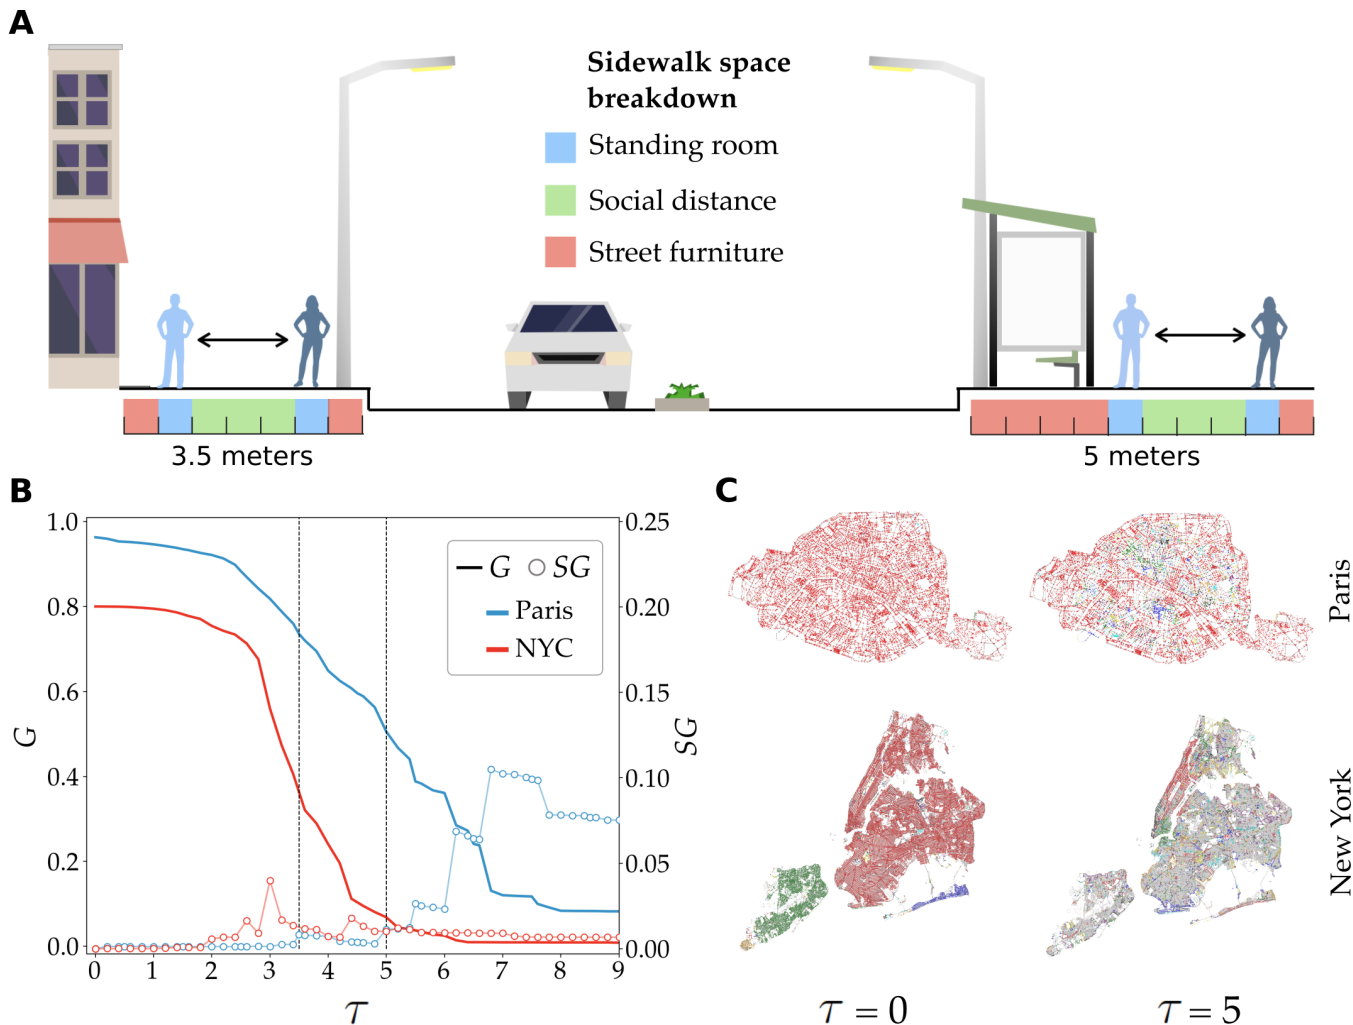 A
Sidewalk space
breakdown
Standing room
Social distance
Street furniture
3.5 meters
5 meters
B
1.0
0.8
0.6
0.4
0.2
0.0
G
0.25
0.20
0.15
0.10
0.05
0.00
SG
G SG
Paris
NYC
0 1 2 3 4 5 6 7 8 9
τ
C
Paris
New York
τ = 0
τ = 5